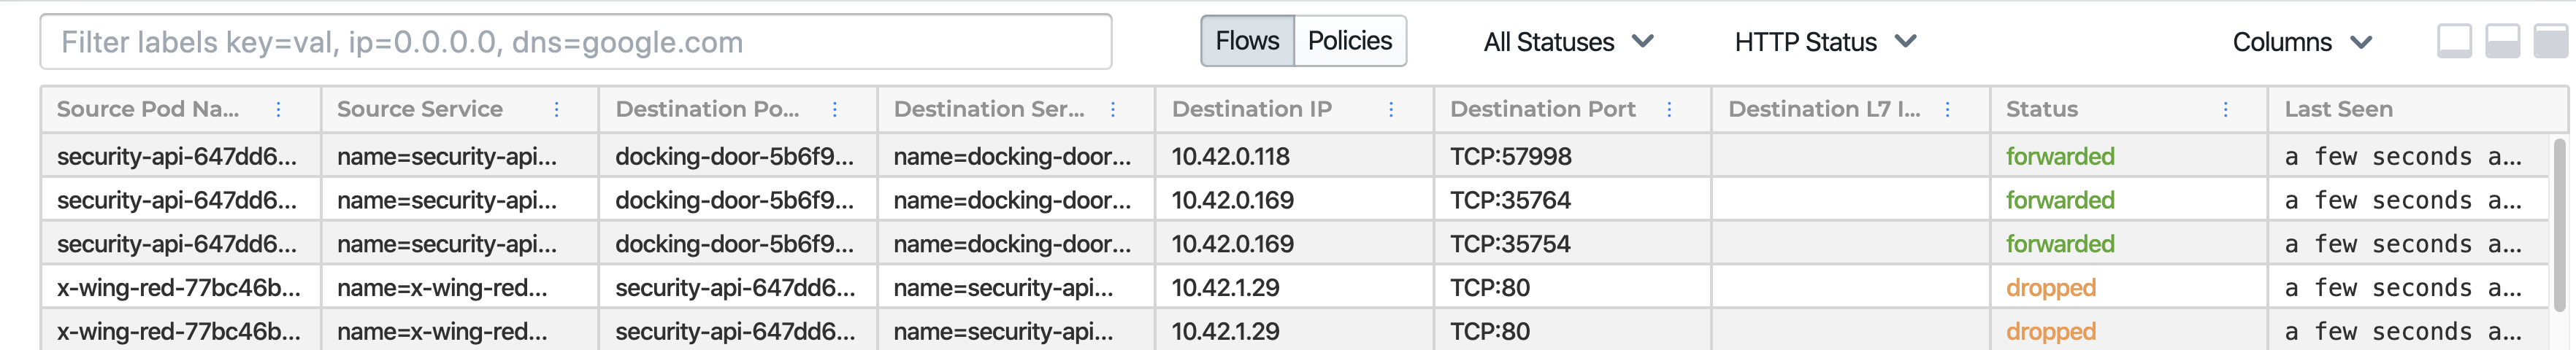 Filter labels key=val, ip=0.0.0.0, dns=google.com Flows Policies All Statuses HTTP Status Columns
Source Pod Na... Source Service Destination Po... Destination Ser... Destination IP Destination Port Destination L7 I... Status Last Seen
security-api-647dd6... name=security-api... docking-door-5b6f9... name=docking-door... 10.42.0.118 TCP:57998 forwarded a few seconds a...
security-api-647dd6... name=security-api... docking-door-5b6f9... name=docking-door... 10.42.0.169 TCP:35764 forwarded a few seconds a...
security-api-647dd6... name=security-api... docking-door-5b6f9... name=docking-door... 10.42.0.169 TCP:35754 forwarded a few seconds a...
x-wing-red-77bc46b... name=x-wing-red... security-api-647dd6... name=security-api... 10.42.1.29 TCP:80 dropped a few seconds a...
x-wing-red-77bc46b... name=x-wing-red... security-api-647dd6... name=security-api... 10.42.1.29 TCP:80 dropped a few seconds a...